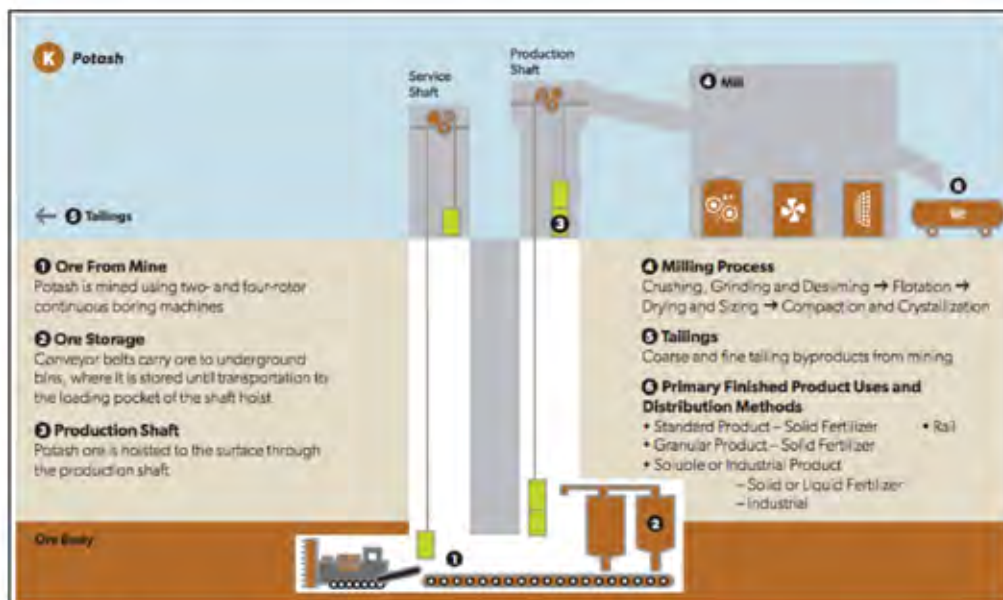 K Potash
Service
Shaft
Production
Shaft
4 Mill
← 5 Tailings
3
6
1 Ore From Mine
Potash is mined using two- and four-rotor
continuous boring machines
2 Ore Storage
Conveyor belts carry ore to underground
bins, where it is stored until transportation to
the loading pocket of the shaft hoist
3 Production Shaft
Potash ore is hoisted to the surface through
the production shaft
4 Milling Process
Crushing, Grinding and Desliming → Flotation →
Drying and Sizing → Compaction and Crystallization
5 Tailings
Coarse and fine tailing byproducts from mining
6 Primary Finished Product Uses and
Distribution Methods
• Standard Product – Solid Fertilizer • Rail
• Granular Product – Solid Fertilizer
• Soluble or Industrial Product
– Solid or Liquid Fertilizer
– Industrial
2
Ore Body
1